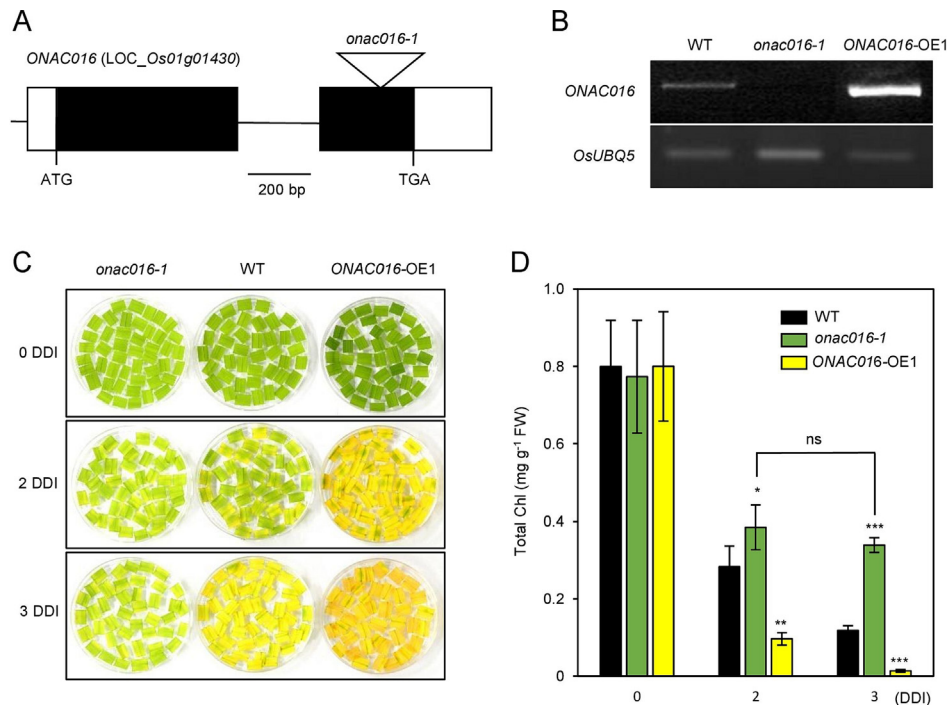 A
onac016-1
ONAC016 (LOC_Os01g01430)
ATG
200 bp
TGA
B
WT onac016-1 ONAC016-OE1
ONAC016
OsUBQ5
C
onac016-1 WT ONAC016-OE1
0 DDI
2 DDI
3 DDI
D
Total Chl (mg g⁻¹ FW)
1.0
0.8
0.6
0.4
0.2
0
WT
onac016-1
ONAC016-OE1
ns
*
**
***
***
0 2 3 (DDI)